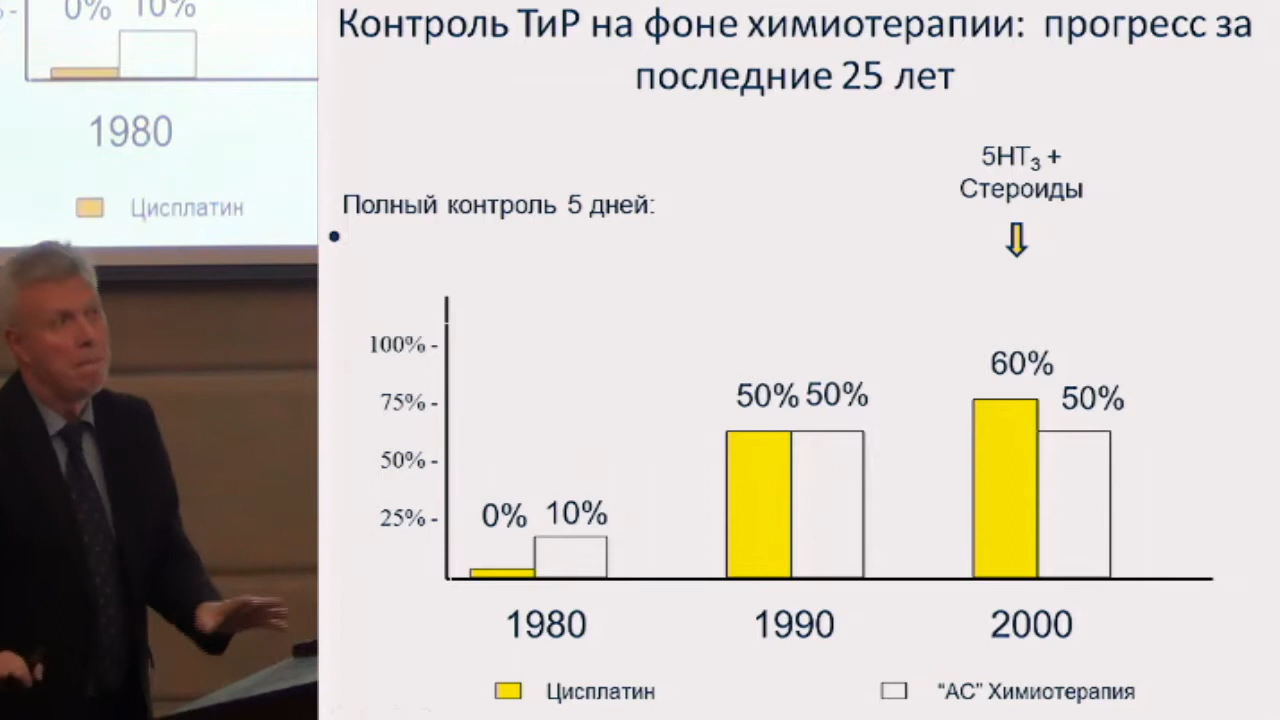 0% 10%
1980
Цисплатин
Контроль ТиР на фоне химиотерапии: прогресс за
последние 25 лет
5HT₃ +
Стероиды
Полный контроль 5 дней:
100% -
75% -
50% -
25% -
0% 10%
50% 50%
60%
50%
1980 1990 2000
Цисплатин “АС” Химиотерапия